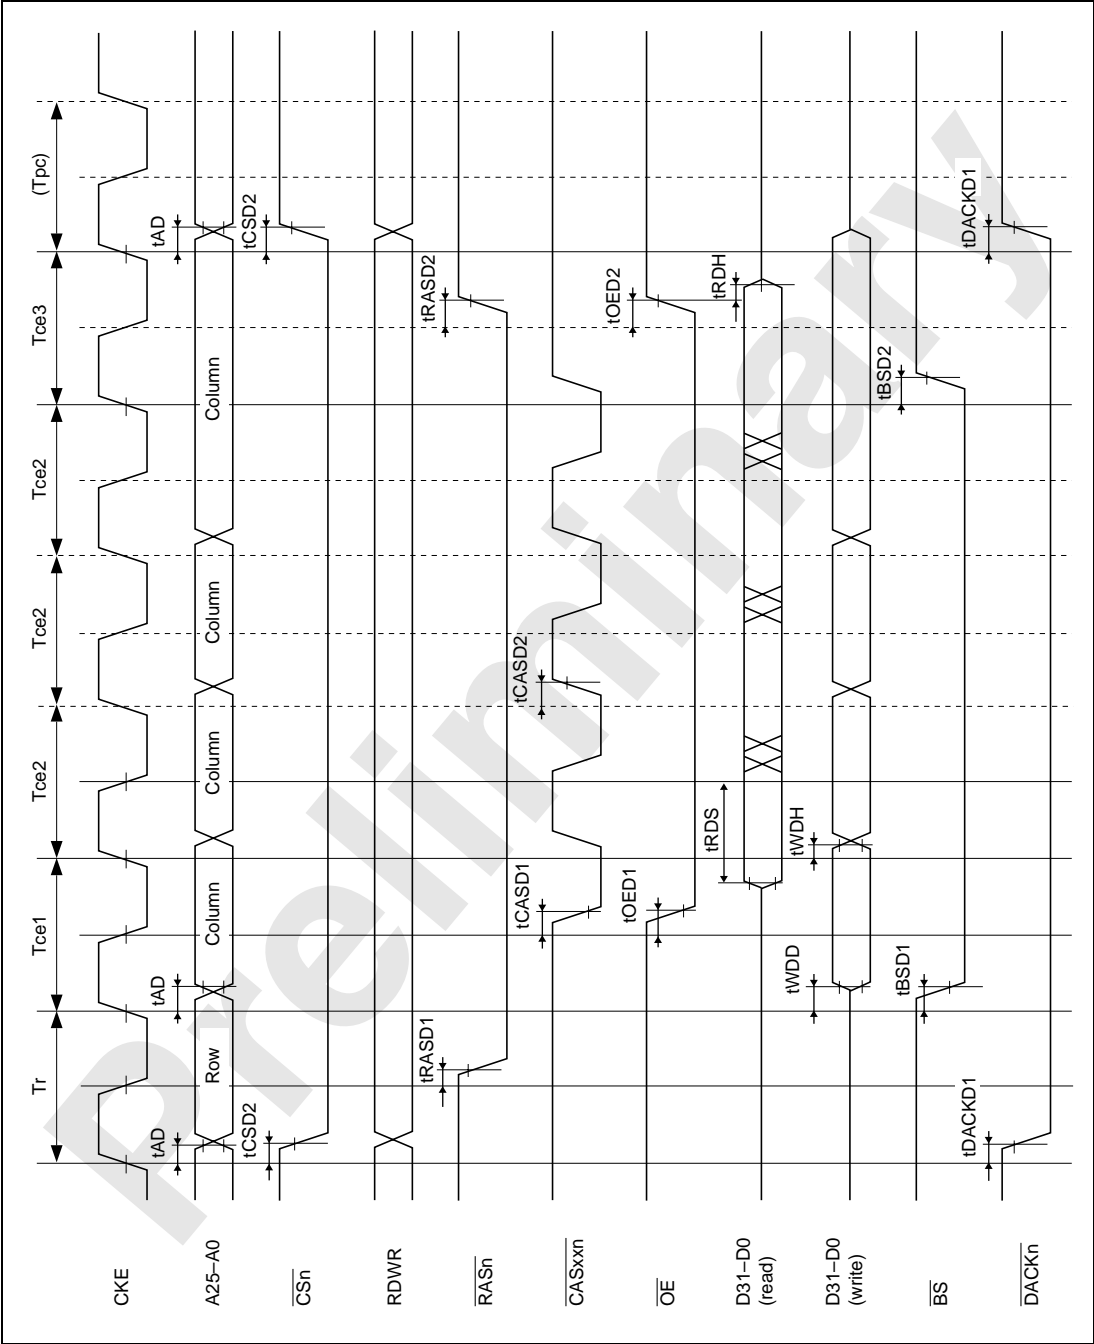 Tr
Tce1
Tce2
Tce2
Tce2
Tce3
(Tpc)
CKE
A25–A0
tAD
Row
tAD
Column
Column
Column
Column
tAD
CSn
tCSD2
tCSD2
RDWR
RASn
tRASD1
tRASD2
CASxxn
tCASD1
tCASD2
OE
tOED1
tOED2
D31–D0
(read)
tRDS
tRDH
D31–D0
(write)
tWDD
tWDH
BS
tBSD1
tBSD2
DACKn
tDACKD1
tDACKD1
Preliminary